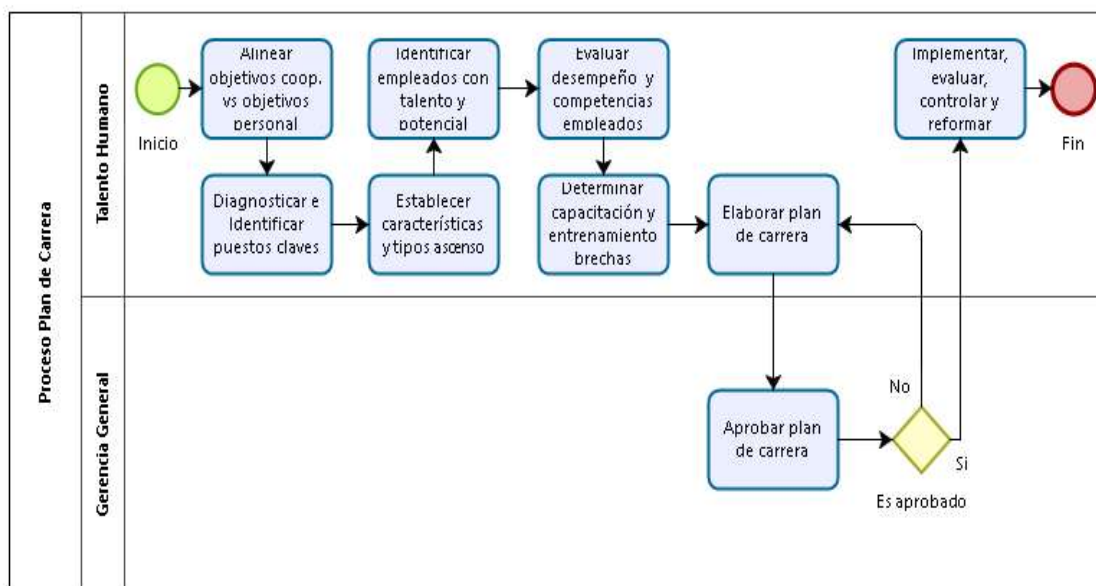 Proceso Plan de Carrera
Talento Humano
Inicio
Alinear
objetivos coop.
vs objetivos
personal
Diagnosticar e
Identificar
puestos claves
Establecer
características
y tipos ascenso
Identificar
empleados con
talento y
potencial
Evaluar
desempeño y
competencias
empleados
Determinar
capacitación y
entrenamiento
brechas
Elaborar plan
de carrera
Implementar,
evaluar,
controlar y
reformar
Fin
Gerencia General
Aprobar plan
de carrera
No
Si
Es aprobado